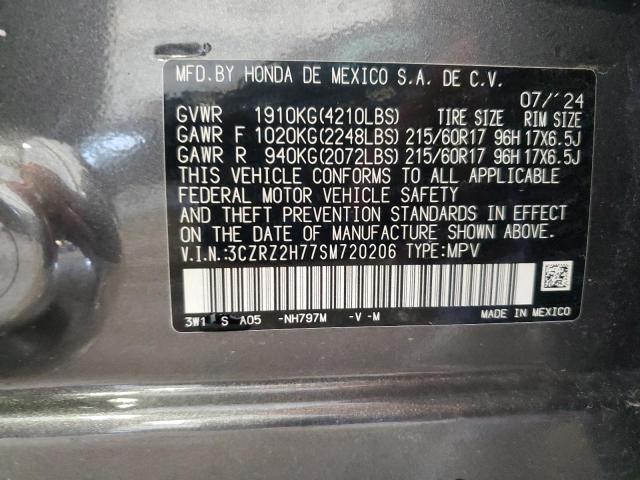 MFD.BY HONDA DE MEXICO S.A. DE C.V.
07/'24
GVWR 1910KG(4210LBS) TIRE SIZE RIM SIZE
GAWR F 1020KG(2248LBS) 215/60R17 96H 17X6.5J
GAWR R 940KG(2072LBS) 215/60R17 96H 17X6.5J
THIS VEHICLE CONFORMS TO ALL APPLICABLE
FEDERAL MOTOR VEHICLE SAFETY
AND THEFT PREVENTION STANDARDS IN EFFECT
ON THE DATE OF MANUFACTURE SHOWN ABOVE.
V.I.N.:3CZRZ2H77SM720206 TYPE:MPV
S A05 -NH797M -V -M MADE IN MEXICO